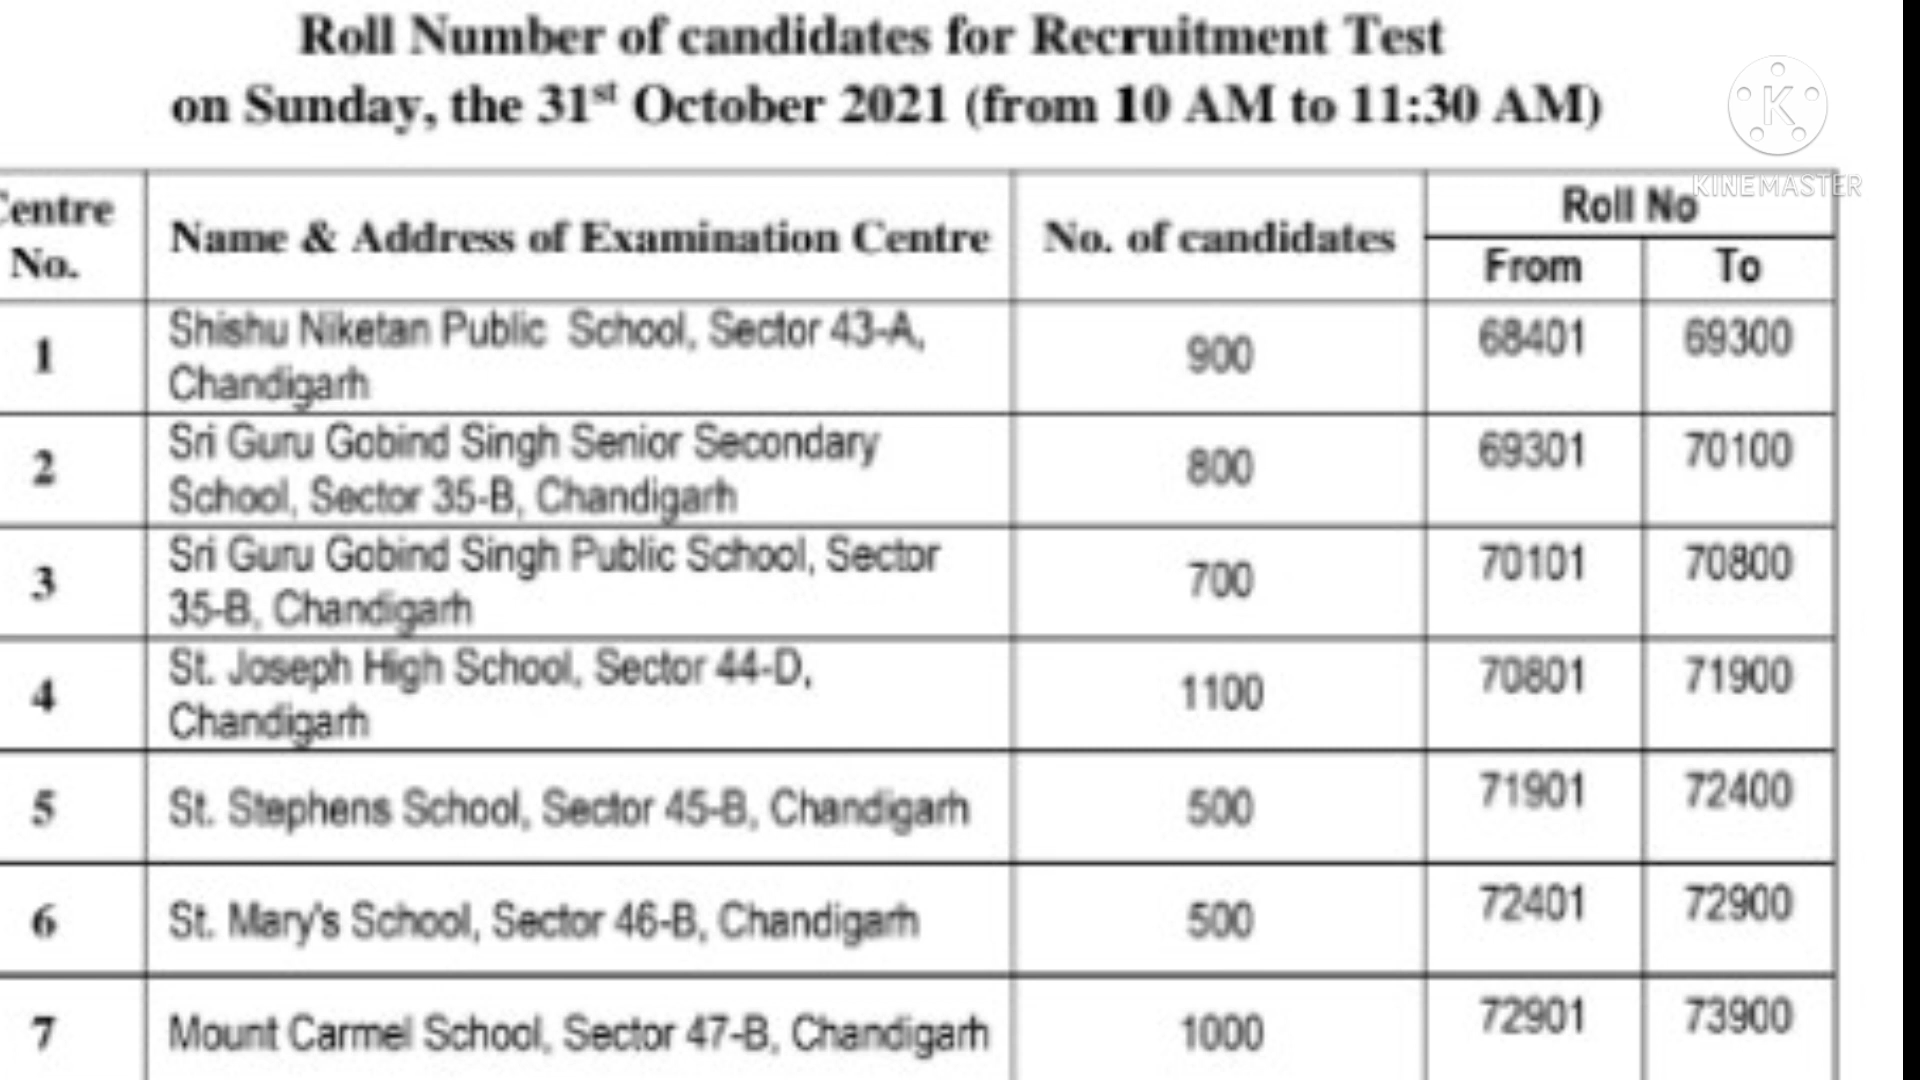 Roll Number of candidates for Recruitment Test
on Sunday, the 31st October 2021 (from 10 AM to 11:30 AM)
K
KINEMASTER
Centre No. Name & Address of Examination Centre No. of candidates Roll No
From To
1 Shishu Niketan Public School, Sector 43-A, 900 68401 69300
Chandigarh
2 Sri Guru Gobind Singh Senior Secondary 800 69301 70100
School, Sector 35-B, Chandigarh
3 Sri Guru Gobind Singh Public School, Sector 700 70101 70800
35-B, Chandigarh
4 St. Joseph High School, Sector 44-D, 1100 70801 71900
Chandigarh
5 St. Stephens School, Sector 45-B, Chandigarh 500 71901 72400
6 St. Mary's School, Sector 46-B, Chandigarh 500 72401 72900
7 Mount Carmel School, Sector 47-B, Chandigarh 1000 72901 73900